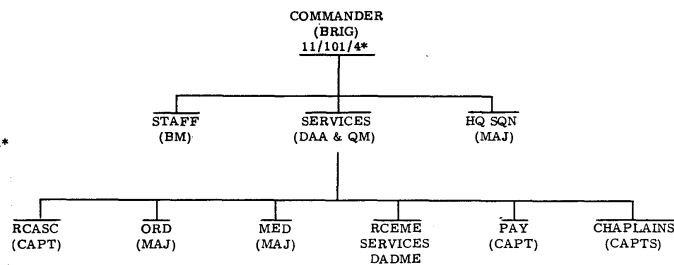 COMMANDER
(BRIG)
11/101/4*
STAFF
(BM)
SERVICES
(DAA & QM)
HQ SQN
(MAJ)
*
RCASC
(CAPT)
ORD
(MAJ)
MED
(MAJ)
RCEME
SERVICES
DADME
PAY
(CAPT)
CHAPLAINS
(CAPTS)